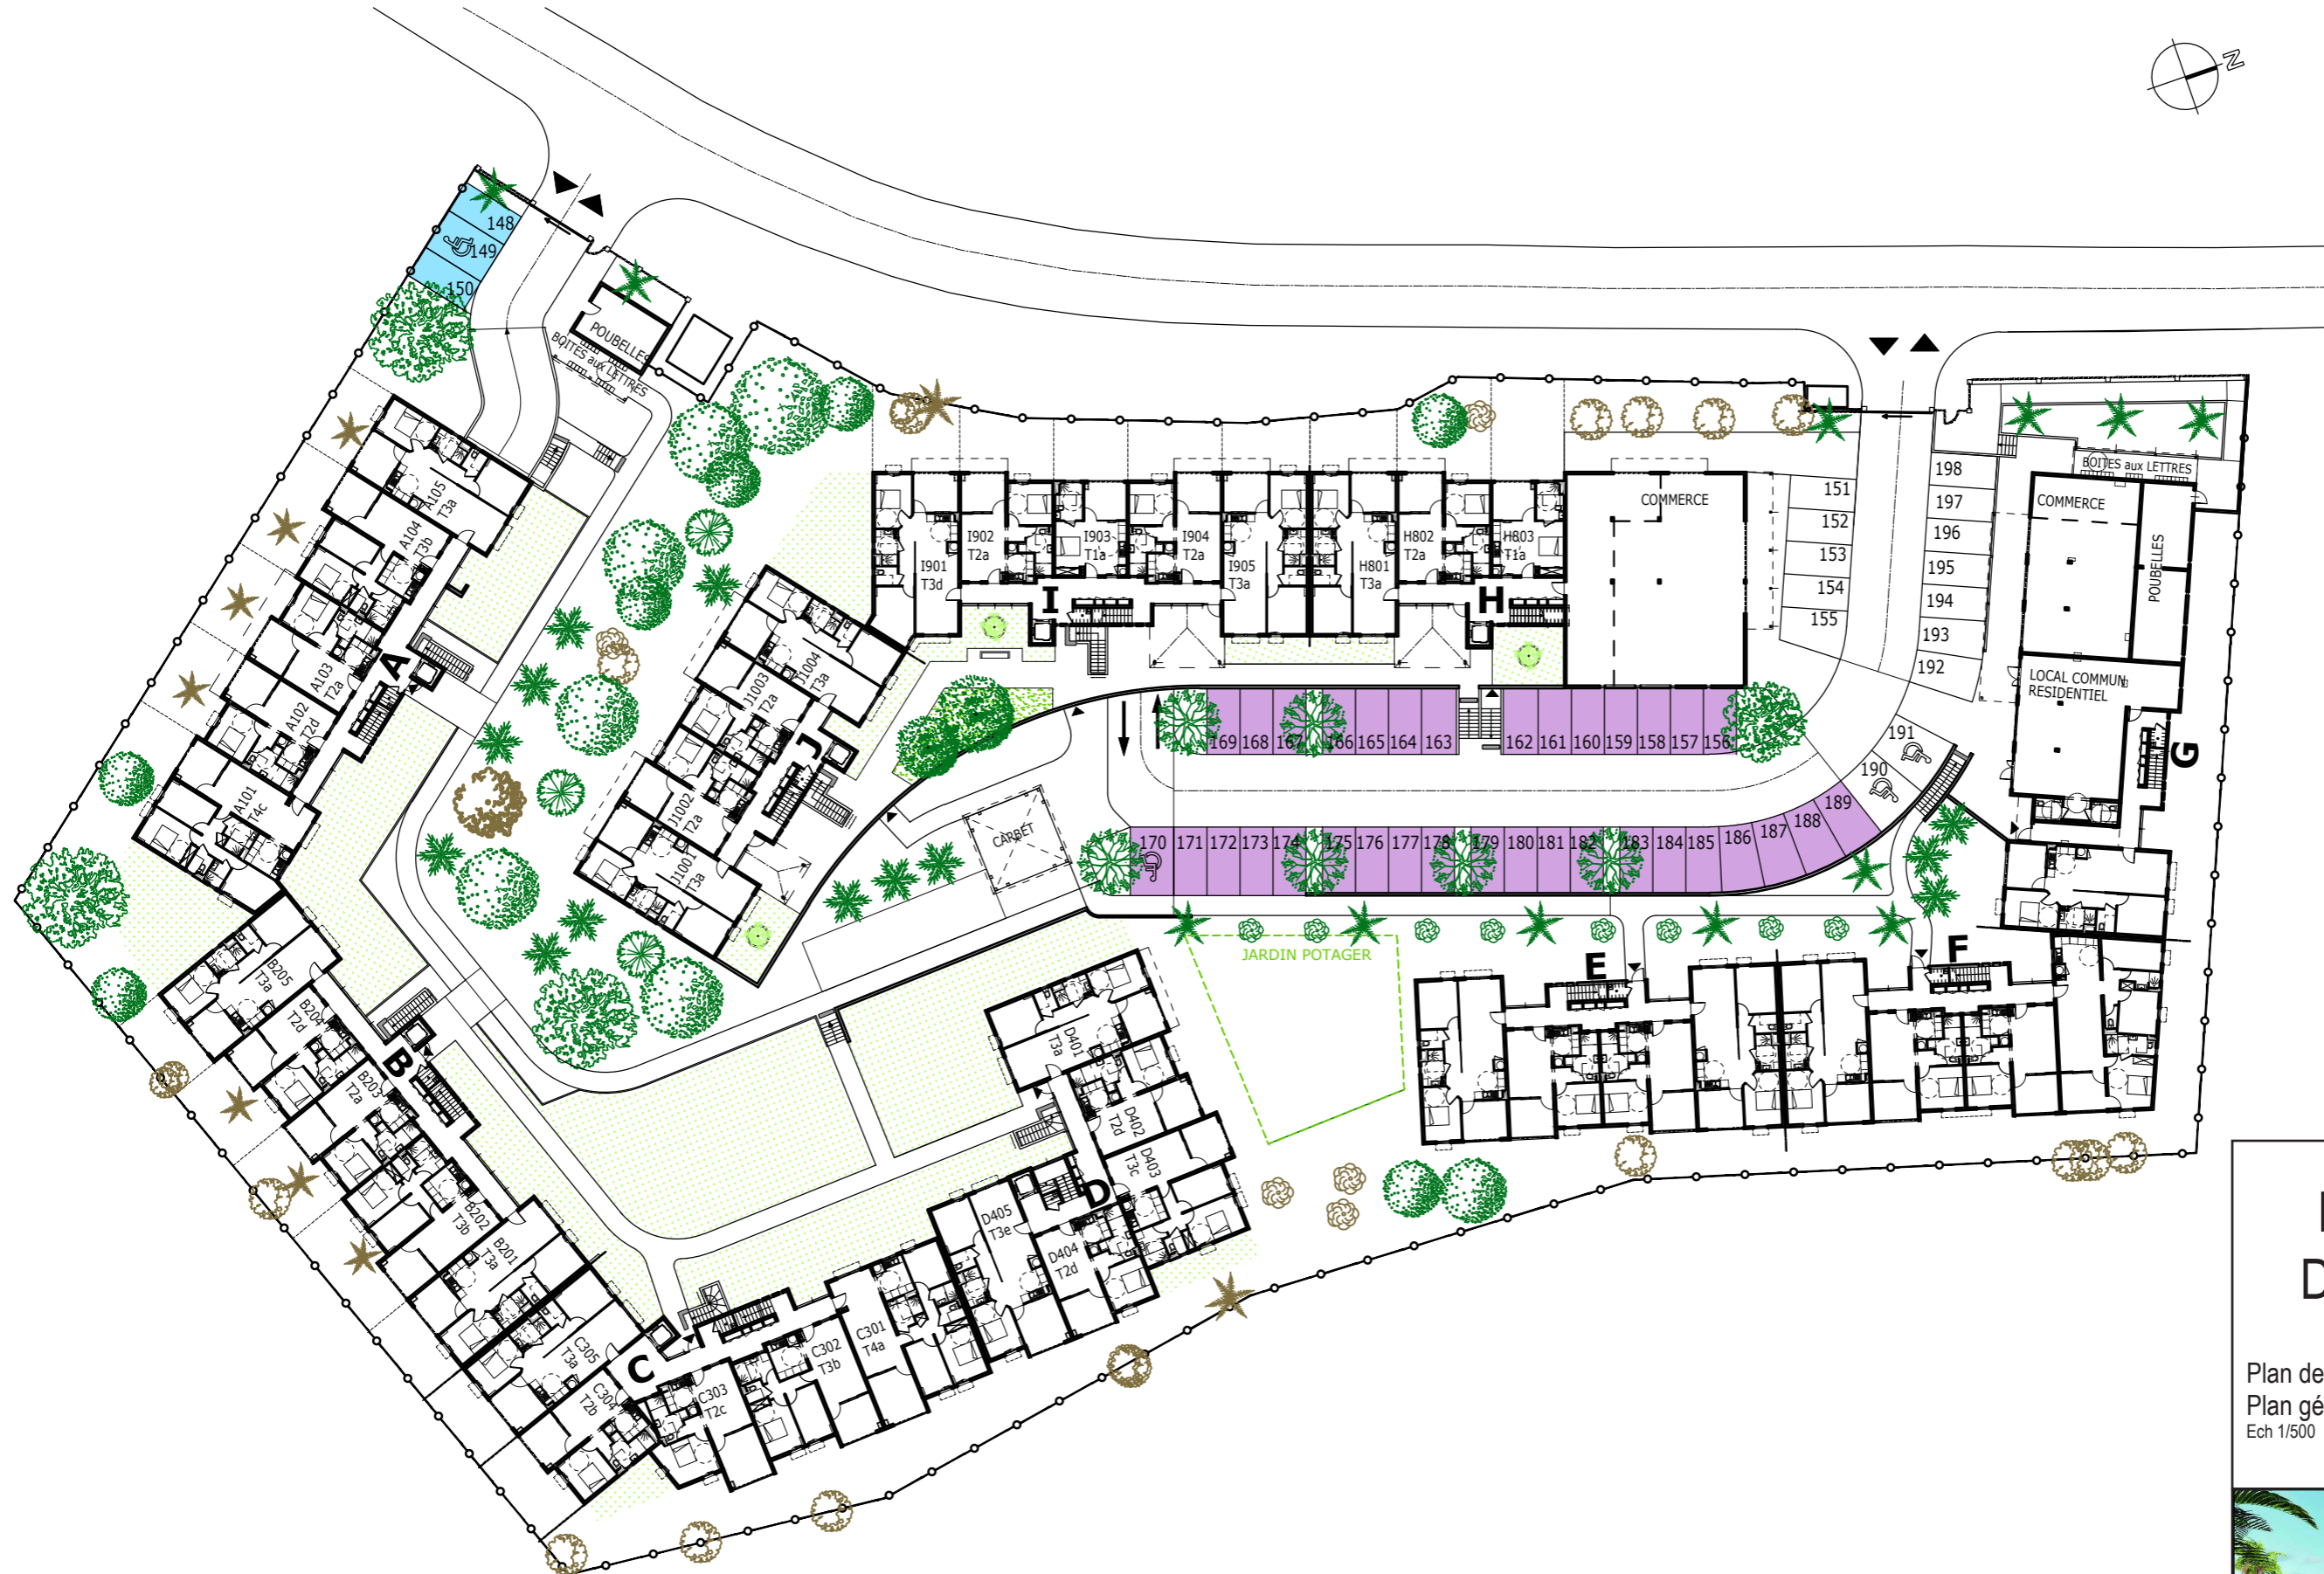 N
148
149
150
POUBELLES
BOITES aux LETTRES
A105
T3a
A104
T3b
A103
T2a
A102
T2d
A101
T4c
A
I901
T3d
I902
T2a
I903
T1a
I904
T2a
I905
T3a
I
H801
T3a
H802
T2a
H803
T1a
H
COMMERCE
151
152
153
154
155
198
197
196
195
194
193
192
BOITES aux LETTRES
COMMERCE
POUBELLES
LOCAL COMMUN
RESIDENTIEL
G
J1004
T3a
J1003
T2a
J1002
T2a
J1001
T3a
J
169 168 167 166 165 164 163
162 161 160 159 158 157 156
191
190
189
188
187
186
170 171 172 173 174 175 176 177 178 179 180 181 182 183 184 185
CARBET
JARDIN POTAGER
E
F
B205
T3a
B204
T2d
B203
T2a
B202
T3b
B201
T3a
B
C305
T3a
C304
T2b
C303
T2c
C302
T3b
C301
T4a
C
D401
T3a
D402
T2d
D403
T3c
D404
T2d
D405
T3e
D
D
Plan de
Plan gé
Ech 1/500